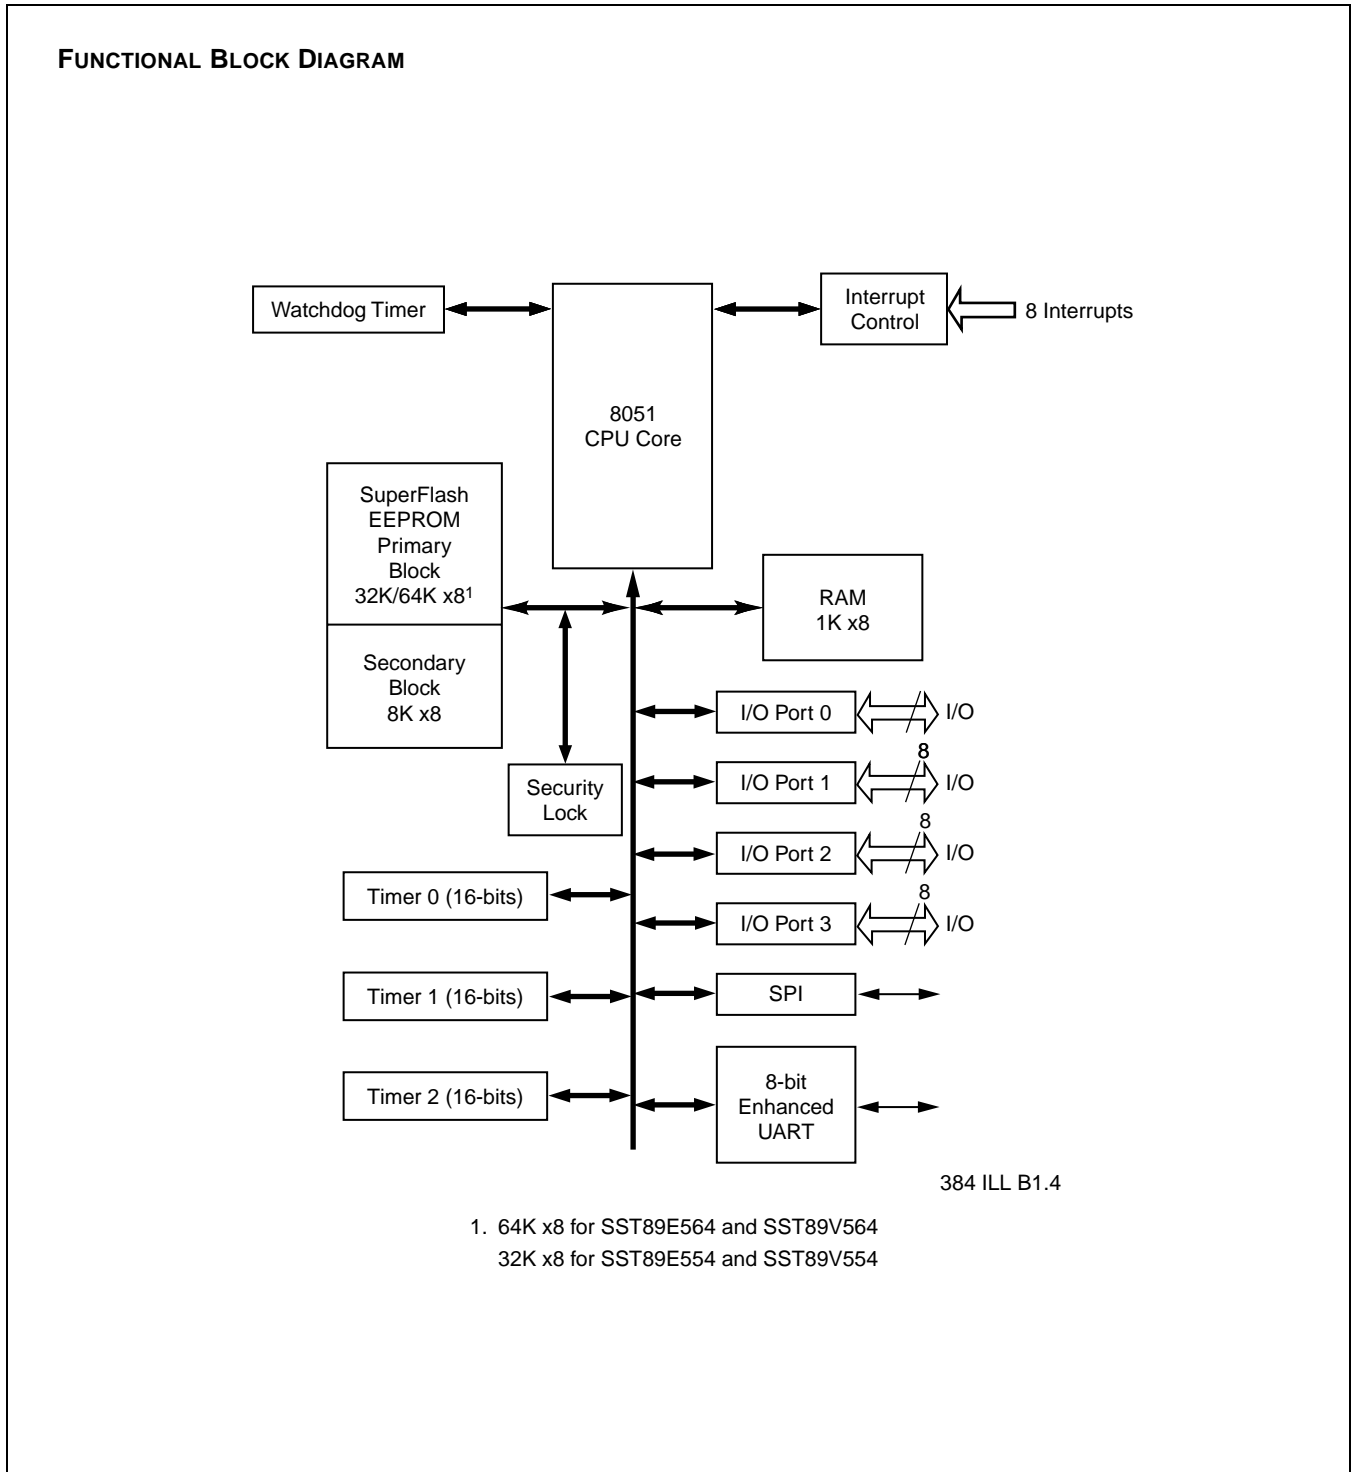 FUNCTIONAL BLOCK DIAGRAM
Watchdog Timer
8051
CPU Core
Interrupt
Control
8 Interrupts
SuperFlash
EEPROM
Primary
Block
32K/64K x8¹
Secondary
Block
8K x8
RAM
1K x8
Security
Lock
I/O Port 0
I/O
8
I/O Port 1
I/O
8
I/O Port 2
I/O
8
I/O Port 3
I/O
Timer 0 (16-bits)
Timer 1 (16-bits)
SPI
Timer 2 (16-bits)
8-bit
Enhanced
UART
384 ILL B1.4
1. 64K x8 for SST89E564 and SST89V564
32K x8 for SST89E554 and SST89V554